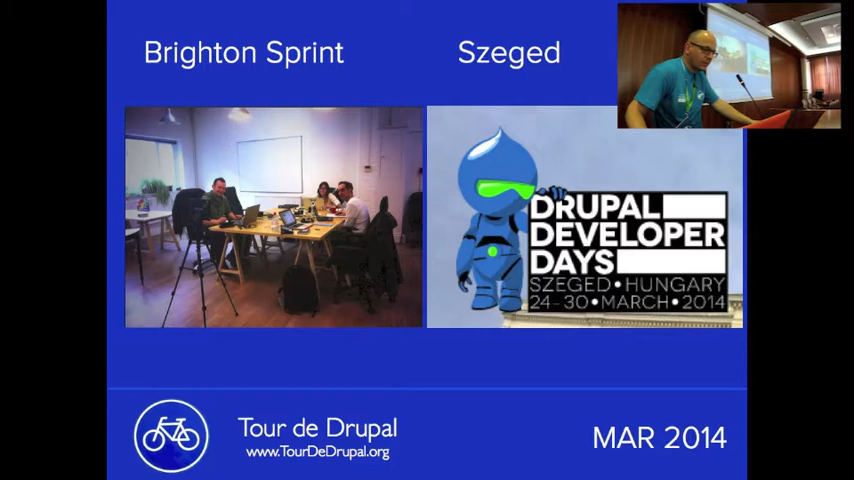 Brighton Sprint
Szeged
DRUPAL
DEVELOPER
DAYS
SZEGED•HUNGARY
24-30•MARCH•2014
Tour de Drupal
www.TourDeDrupal.org
MAR 2014